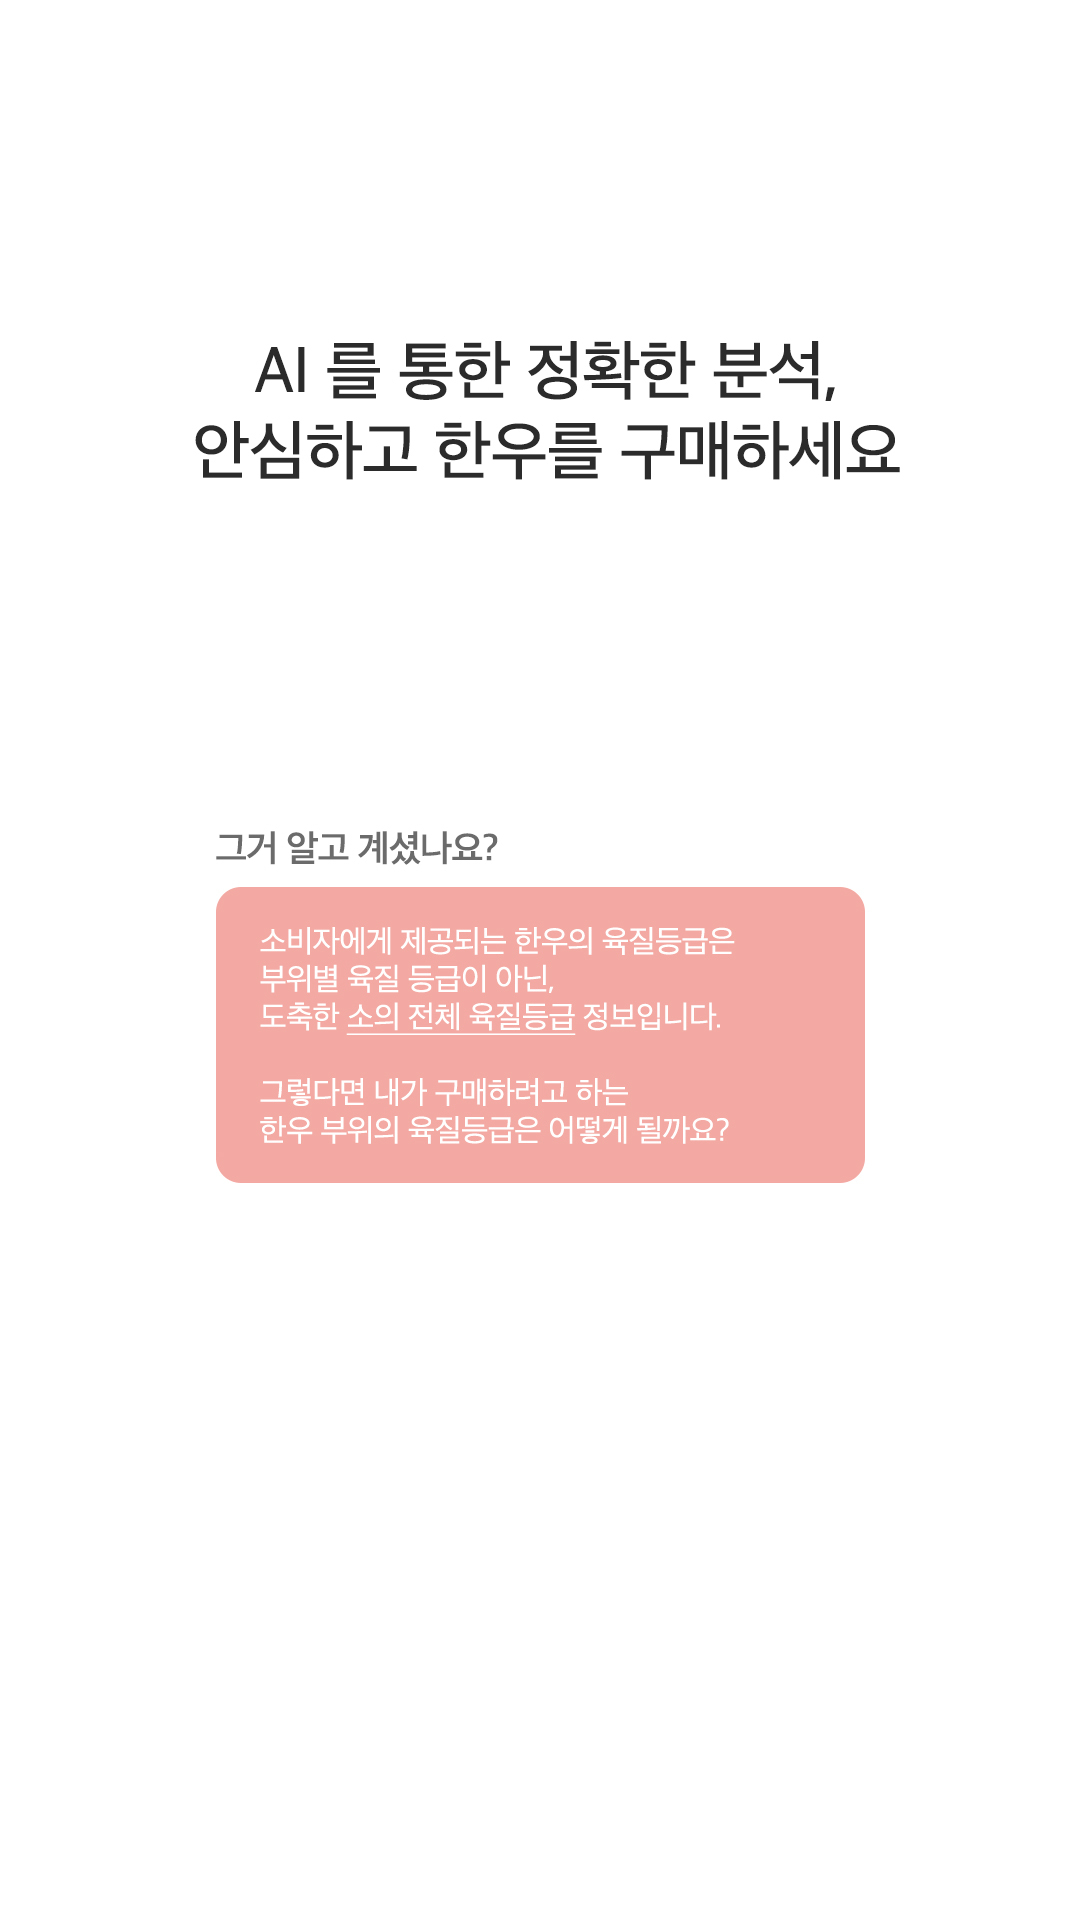 AI 를 통한 정확한 분석,
안심하고 한우를 구매하세요
그거 알고 계셨나요?
소비자에게 제공되는 한우의 육질등급은
부위별 육질 등급이 아닌,
도축한 소의 전체 육질등급 정보입니다.
그렇다면 내가 구매하려고 하는
한우 부위의 육질등급은 어떻게 될까요?